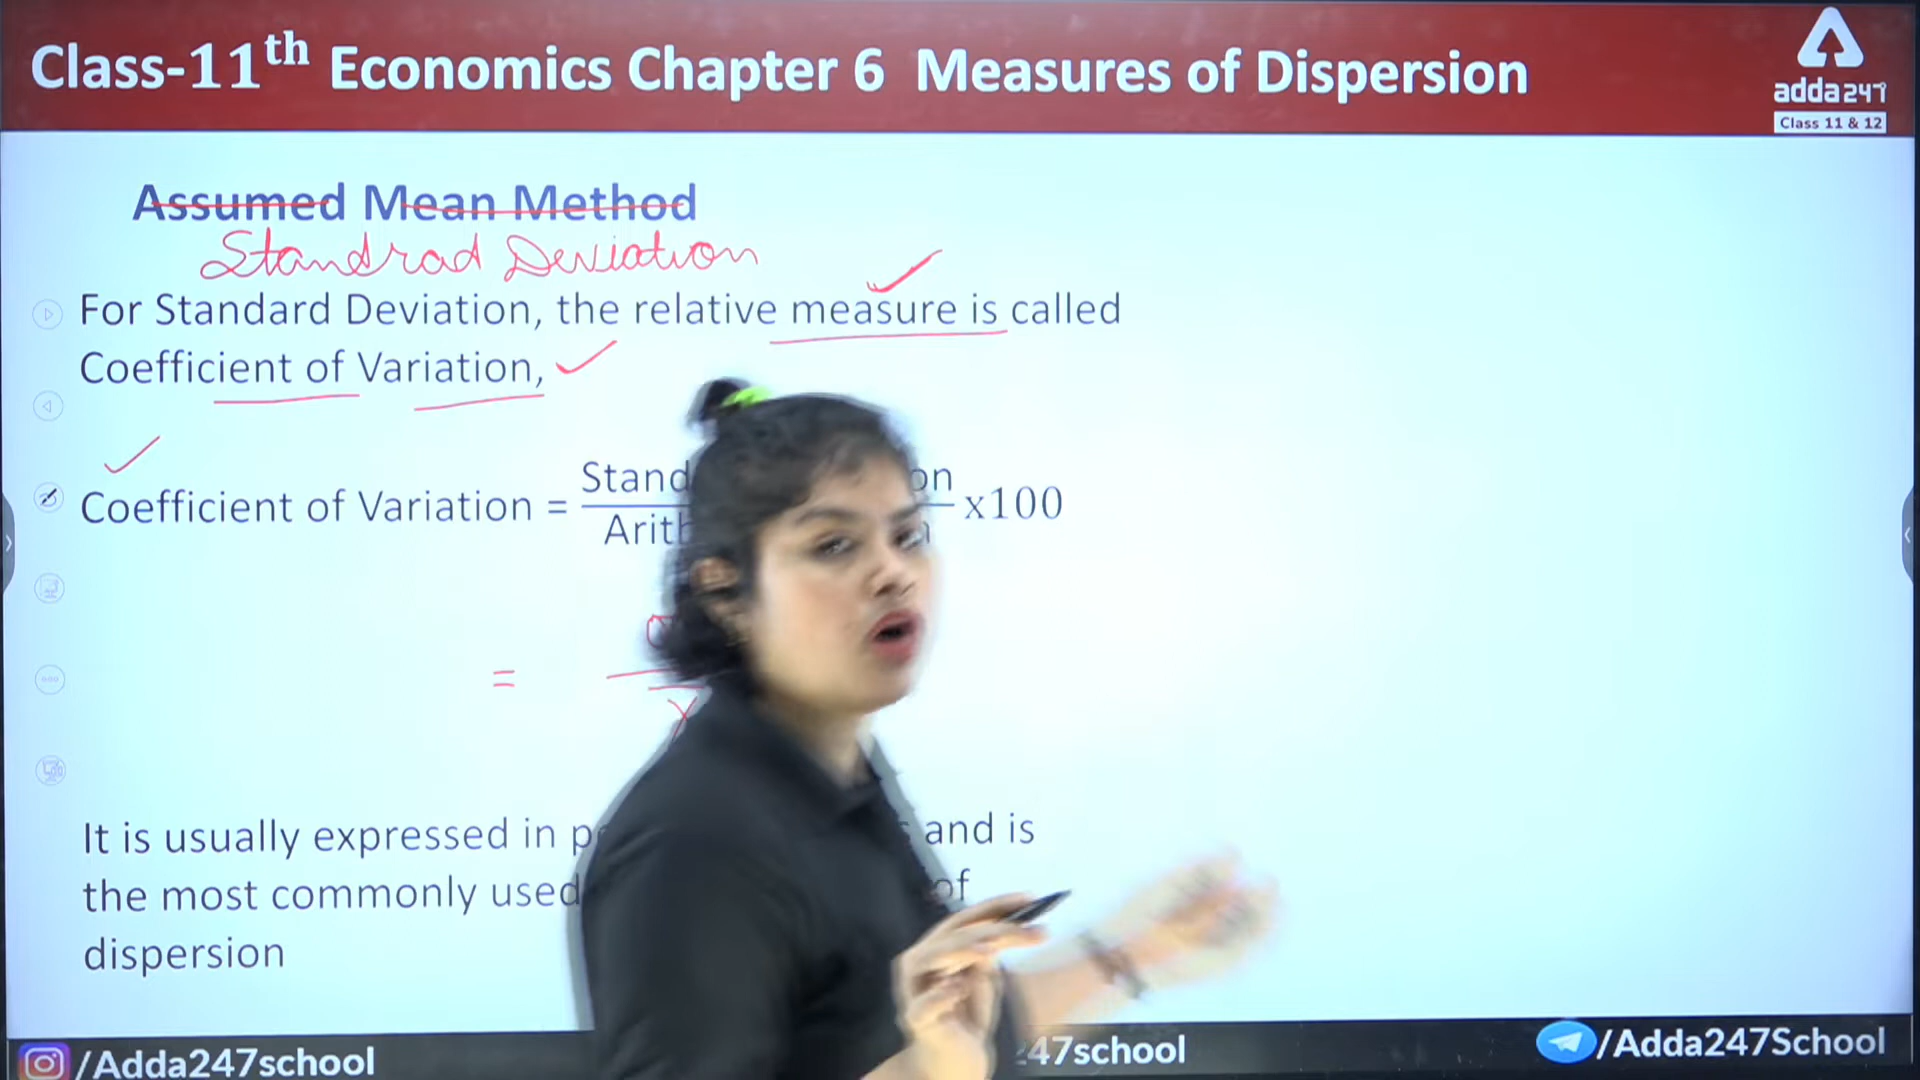 Class-11th Economics Chapter 6 Measures of Dispersion
adda247
Class 11 & 12
Assumed Mean Method
Standrad Deviation
For Standard Deviation, the relative measure is called
Coefficient of Variation,
Coefficient of Variation =
x100
=
It is usually expressed in and is
the most commonly used of
dispersion
/Adda247school
47school
/Adda247School